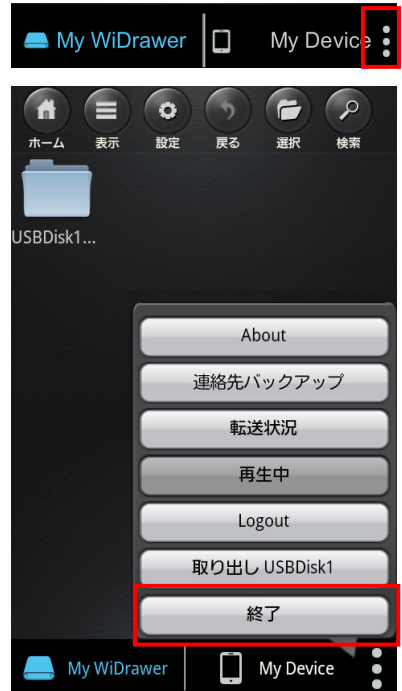 My WiDrawer My Device
ホーム 表示 設定 戻る 選択 検索
USBDisk1...
About
連絡先バックアップ
転送状況
再生中
Logout
取り出し USBDisk1
終了
My WiDrawer My Device